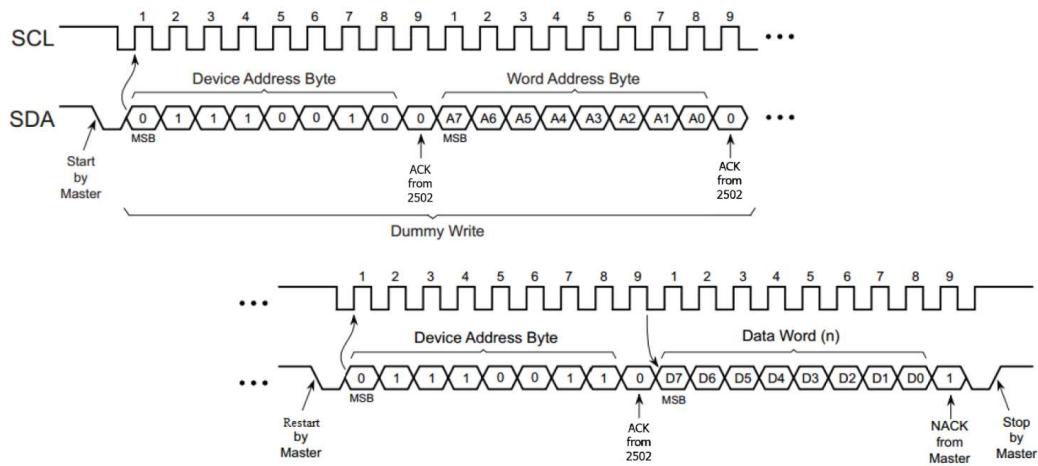 1 2 3 4 5 6 7 8 9 1 2 3 4 5 6 7 8 9
SCL
Device Address Byte Word Address Byte
SDA 0 1 1 1 0 0 1 0 0 A7 A6 A5 A4 A3 A2 A1 A0 0
MSB MSB
Start
by
Master
ACK
from
2502
ACK
from
2502
Dummy Write
1 2 3 4 5 6 7 8 9 1 2 3 4 5 6 7 8 9
Device Address Byte Data Word (n)
0 1 1 1 0 0 1 1 0 D7 D6 D5 D4 D3 D2 D1 D0 1
MSB MSB
Restart
by
Master
ACK
from
2502
NACK
from
Master
Stop
by
Master